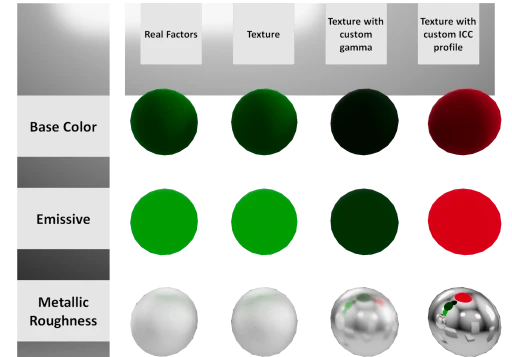 Real Factors
Texture
Texture with
custom
gamma
Texture with
custom ICC
profile
Base Color
Emissive
Metallic
Roughness